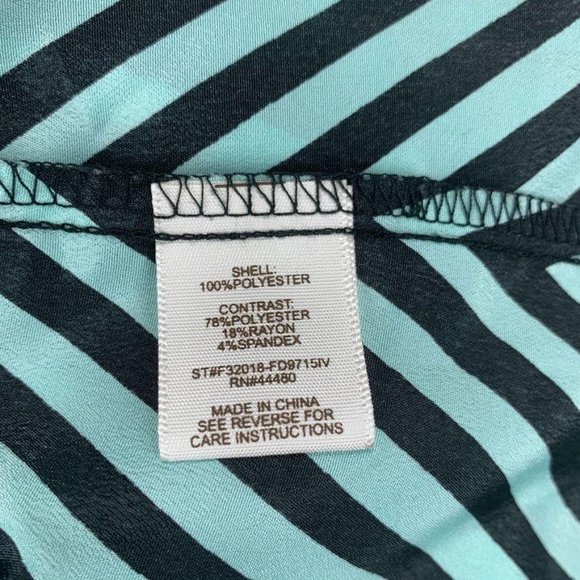 SHELL:
100%POLYESTER
CONTRAST:
78%POLYESTER
18%RAYON
4%SPANDEX
ST#F32018-FD9715IV
RN#44460
MADE IN CHINA
SEE REVERSE FOR
CARE INSTRUCTIONS